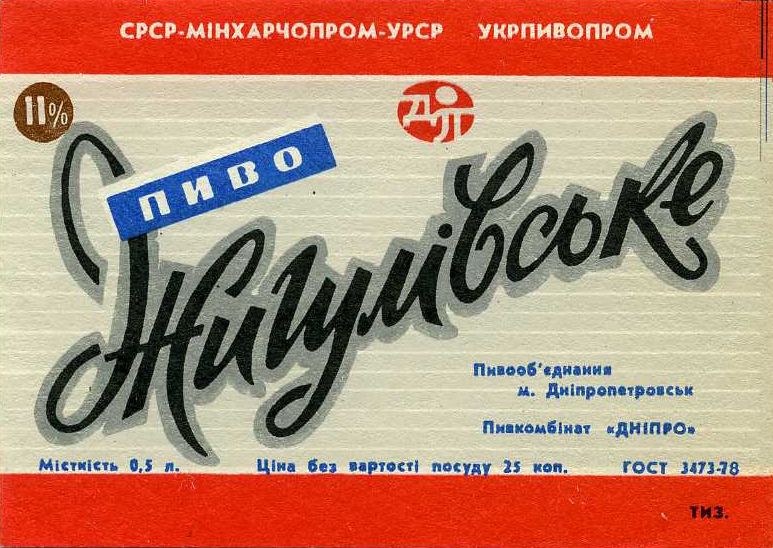 СРСР-МІНХАРЧОПРОМ-УРСР УКРПИВОПРОМ
11%
ДП
ПИВО
Жигулівське
Пивооб'єднання
м. Дніпропетровськ
Пивкомбінат «ДНІПРО»
Місткість 0,5 л. Ціна без вартості посуду 25 коп. ГОСТ 3473-78
ТИЗ.